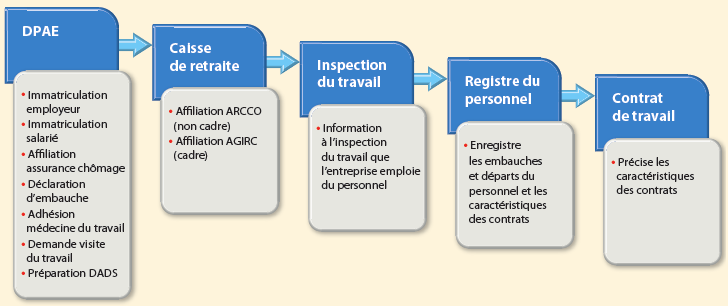 DPAE
• Immatriculation
employeur
• Immatriculation
salarié
• Affiliation
assurance chômage
• Déclaration
d'embauche
• Adhésion
médecine du travail
• Demande visite
du travail
• Préparation DADS
Caisse
de retraite
• Affiliation ARCCO
(non cadre)
• Affiliation AGIRC
(cadre)
Inspection
du travail
• Information
à l'inspection
du travail que
l'entreprise emploie
du personnel
Registre du
personnel
• Enregistre
les embauches
et départs du
personnel et les
caractéristiques
des contrats
Contrat
de travail
• Précise les
caractéristiques
des contrats